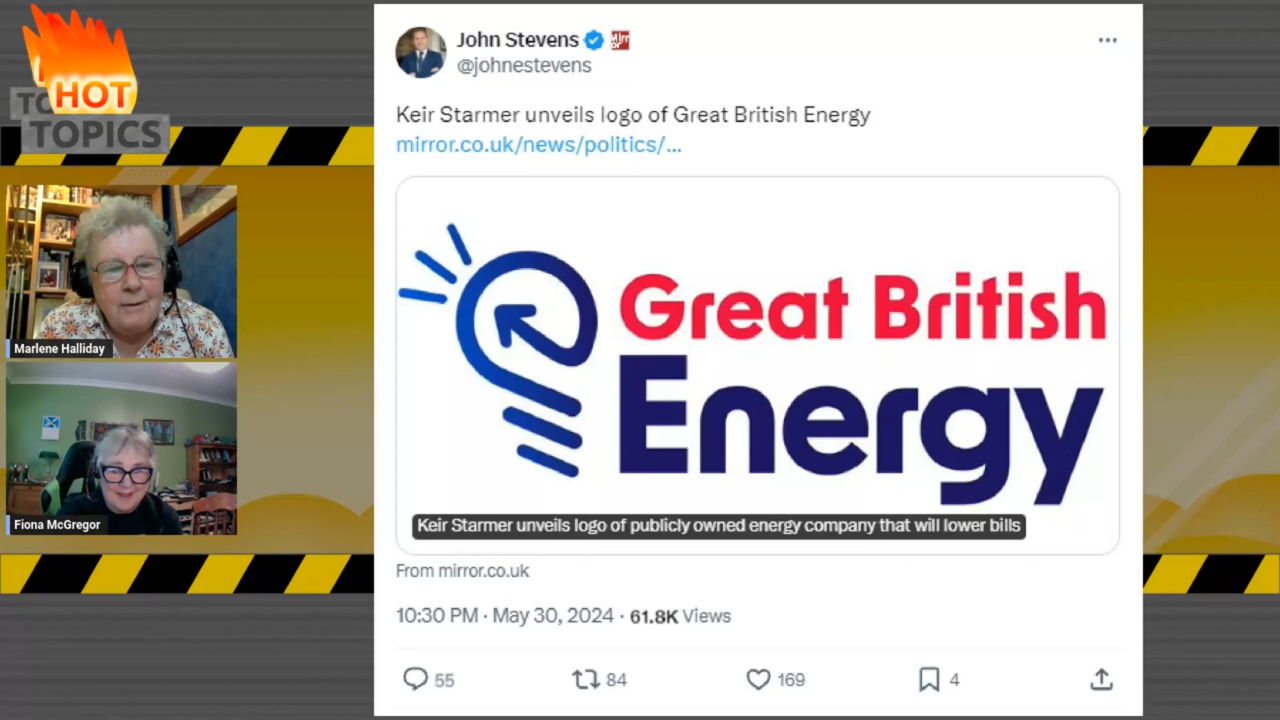 HOT
TOPICS
Marlene Halliday
Fiona McGregor
John Stevens
@johnestevens
Keir Starmer unveils logo of Great British Energy
mirror.co.uk/news/politics/...
Great British
Energy
Keir Starmer unveils logo of publicly owned energy company that will lower bills
From mirror.co.uk
10:30 PM · May 30, 2024 · 61.8K Views
55
84
169
4